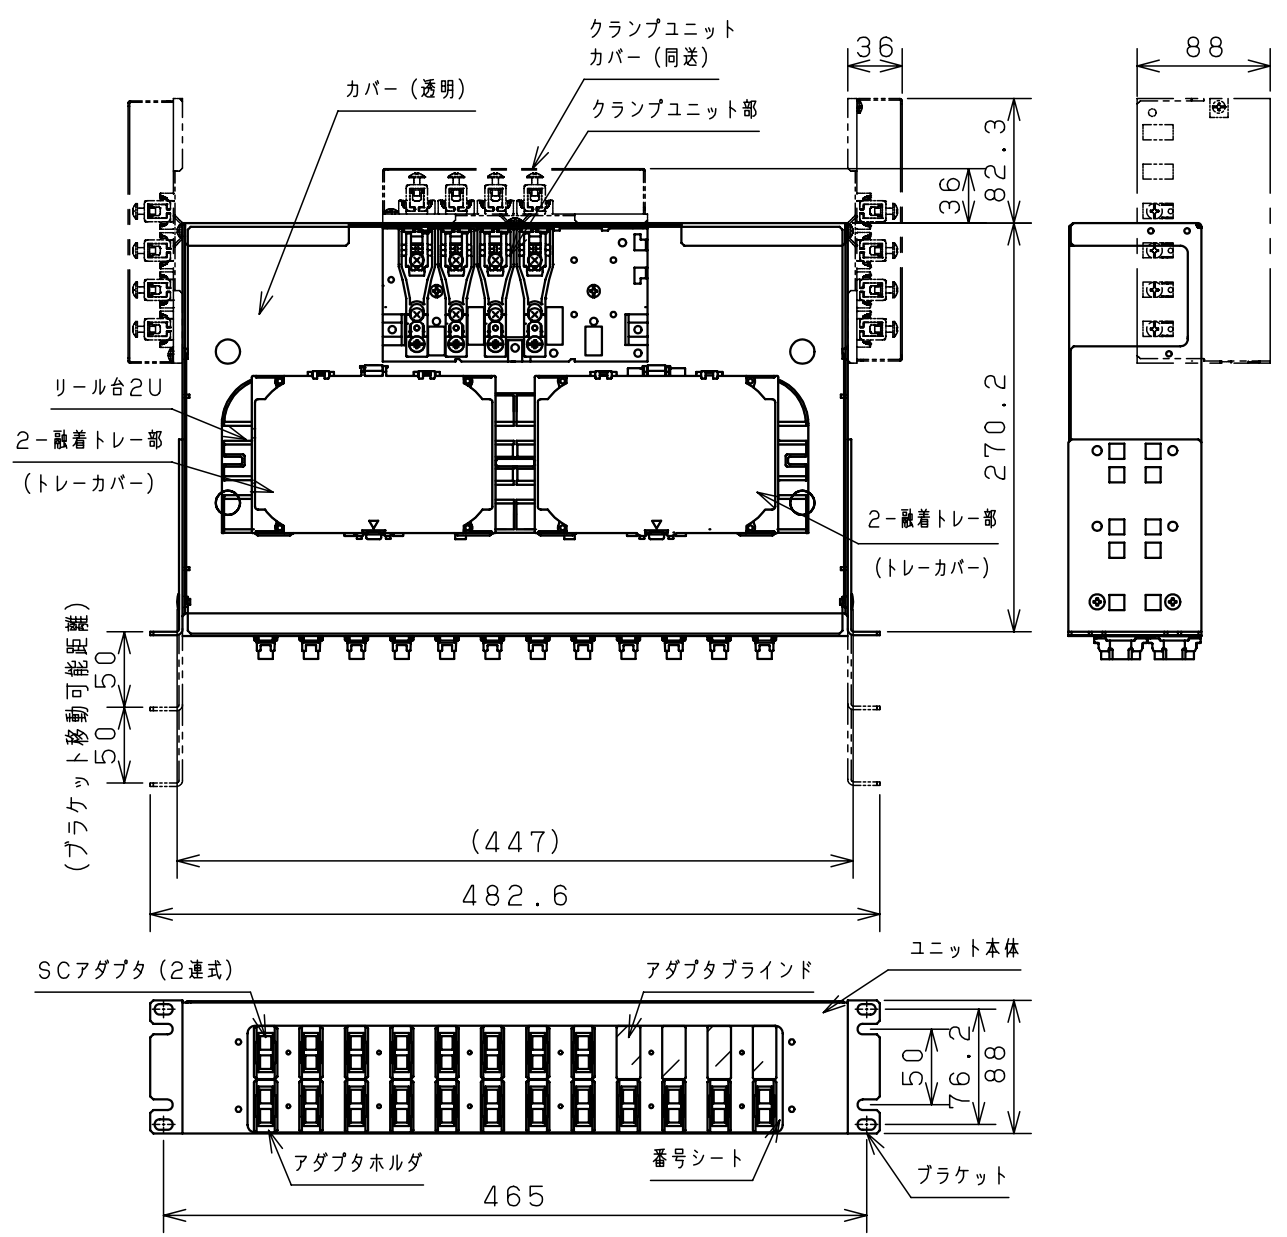 クランプユニット
カバー（同送）
36
88
カバー（透明）
クランプユニット部
82.3
36
リール台2U
270.2
2－融着トレー部
（トレーカバー）
2－融着トレー部
（トレーカバー）
50
50
（ブラケット移動可能距離）
(447)
482.6
ユニット本体
SCアダプタ（2連式）
アダプタブラインド
50
76.2
88
アダプタホルダ
番号シート
ブラケット
465